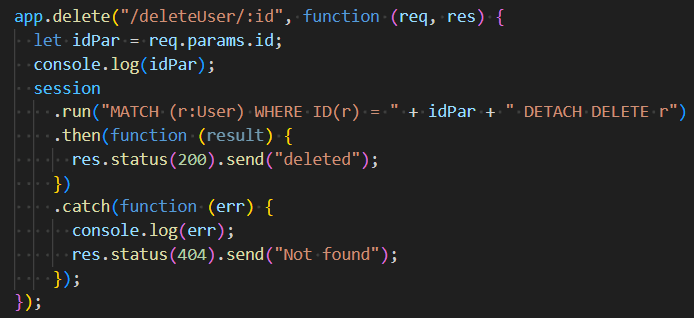 app.delete("/deleteUser/:id", function (req, res) {
let idPar = req.params.id;
console.log(idPar);
session
.run("MATCH (r:User) WHERE ID(r) = " + idPar + " DETACH DELETE r")
.then(function (result) {
res.status(200).send("deleted");
})
.catch(function (err) {
console.log(err);
res.status(404).send("Not found");
});
});